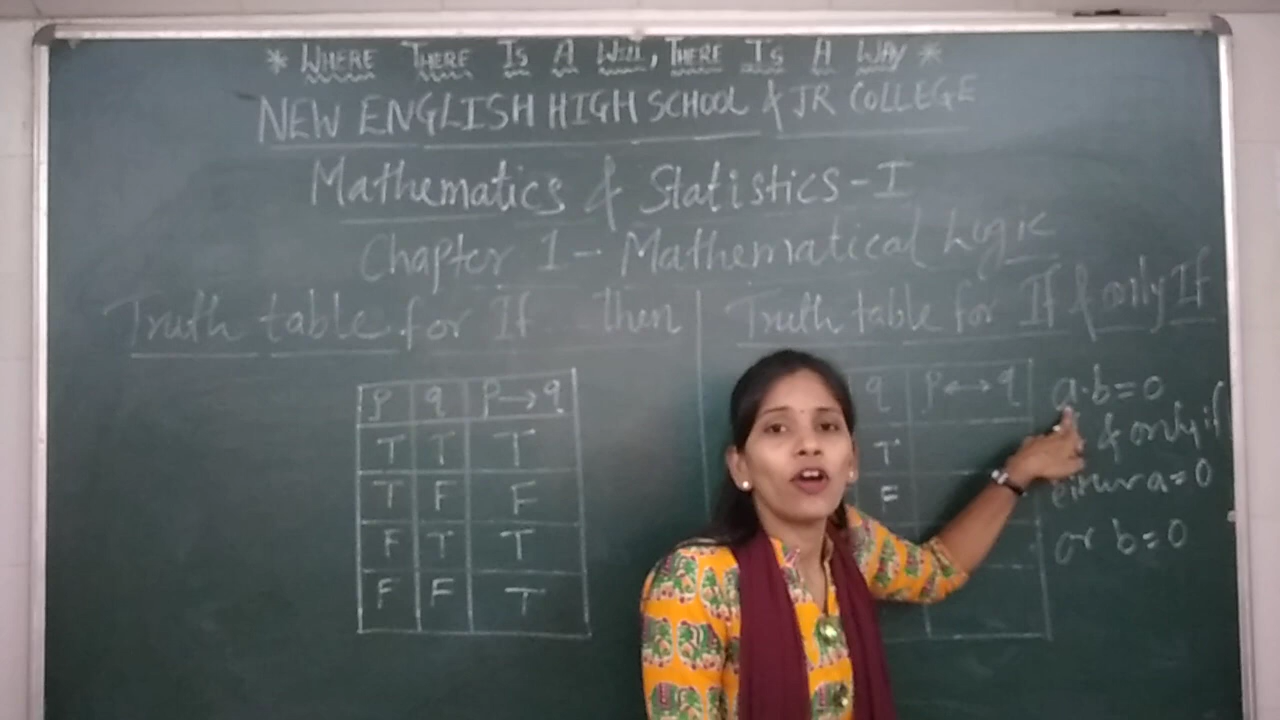 * WHERE THERE IS A WILL, THERE IS A WAY *
NEW ENGLISH HIGH SCHOOL & JR COLLEGE
Mathematics & Statistics - I
Chapter 1 - Mathematical Logic
Truth table for If then
p q p→q
T T T
T F F
F T T
F F T
Truth table for If & only If
q p↔q
T
F
a·b=0
& only if
either a=0
or b=0